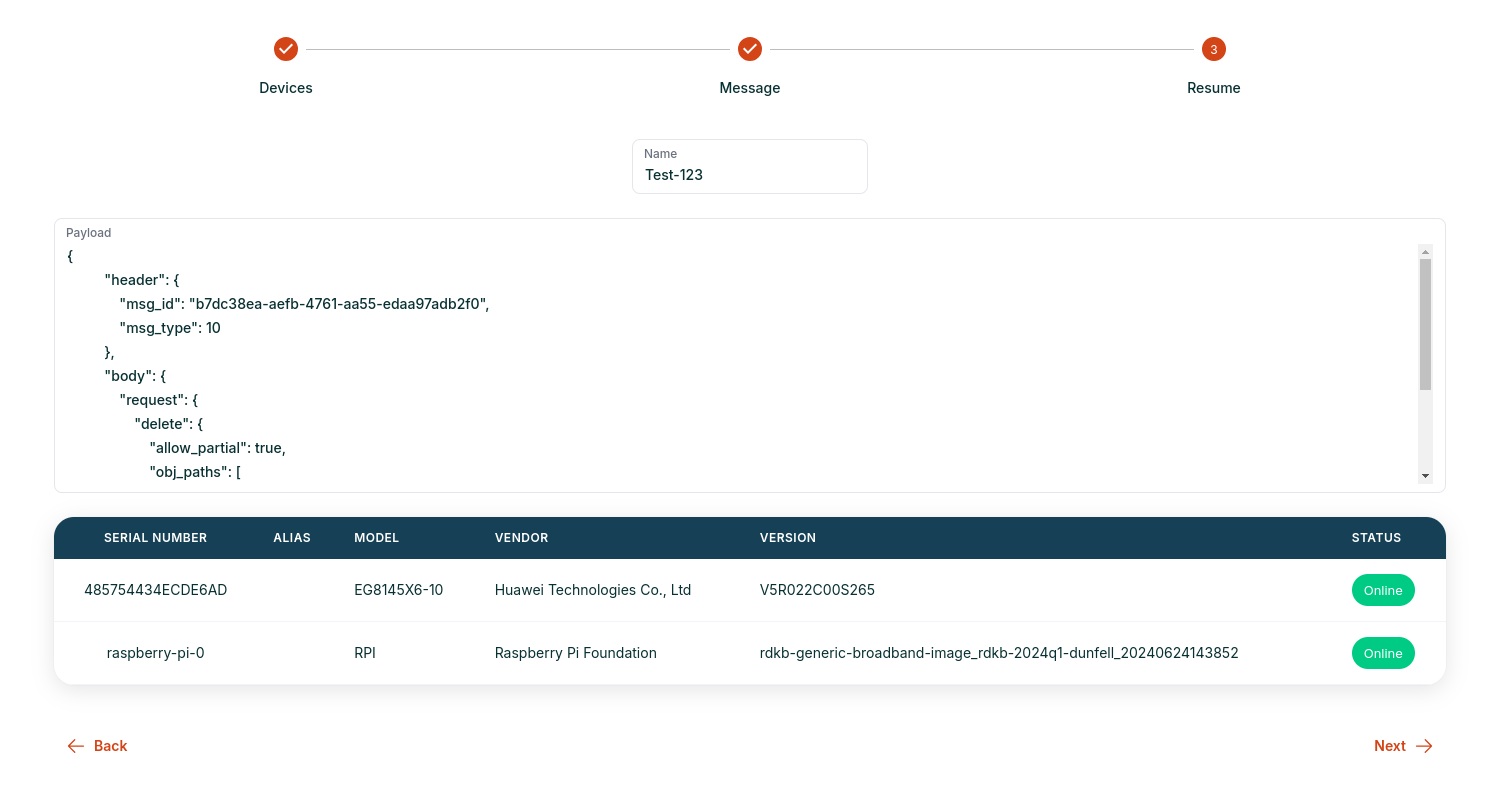 3
Devices Message Resume
Name
Test-123
Payload
{
"header": {
"msg_id": "b7dc38ea-aefb-4761-aa55-edaa97adb2f0",
"msg_type": 10
},
"body": {
"request": {
"delete": {
"allow_partial": true,
"obj_paths": [
SERIAL NUMBER ALIAS MODEL VENDOR VERSION STATUS
485754434ECDE6AD EG8145X6-10 Huawei Technologies Co., Ltd V5R022C00S265 Online
raspberry-pi-0 RPI Raspberry Pi Foundation rdkb-generic-broadband-image_rdkb-2024q1-dunfell_20240624143852 Online
Back Next